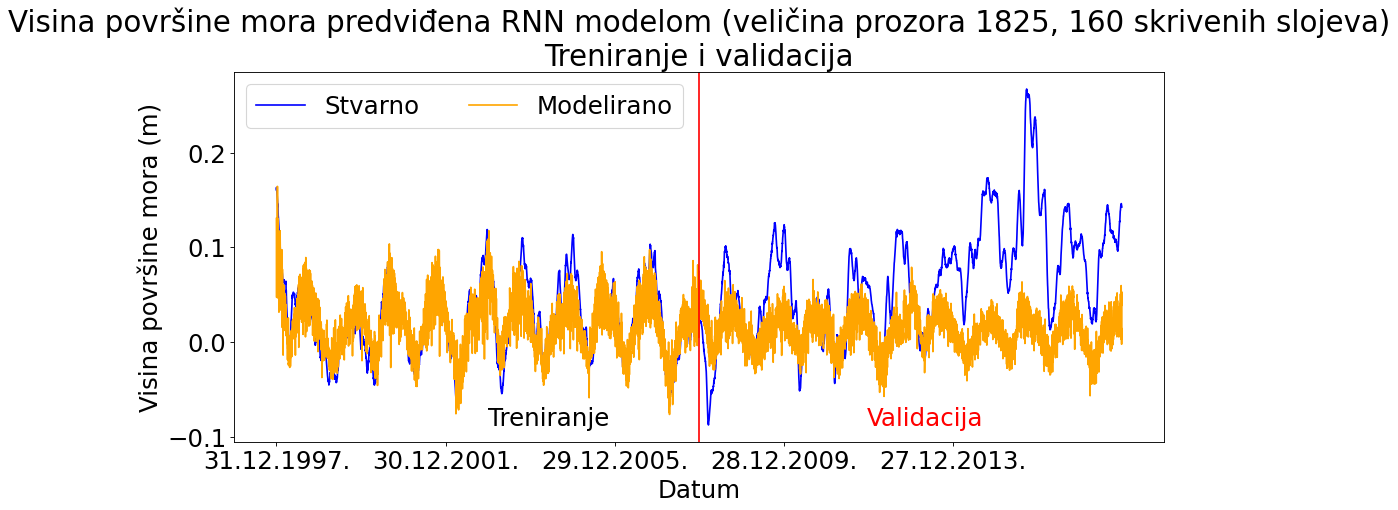 Visina površine mora predviđena RNN modelom (veličina prozora 1825, 160 skrivenih slojeva)
Treniranje i validacija
Stvarno
Modelirano
Visina površine mora (m)
0.2
0.1
0.0
−0.1
Treniranje
Validacija
31.12.1997.
30.12.2001.
29.12.2005.
28.12.2009.
27.12.2013.
Datum